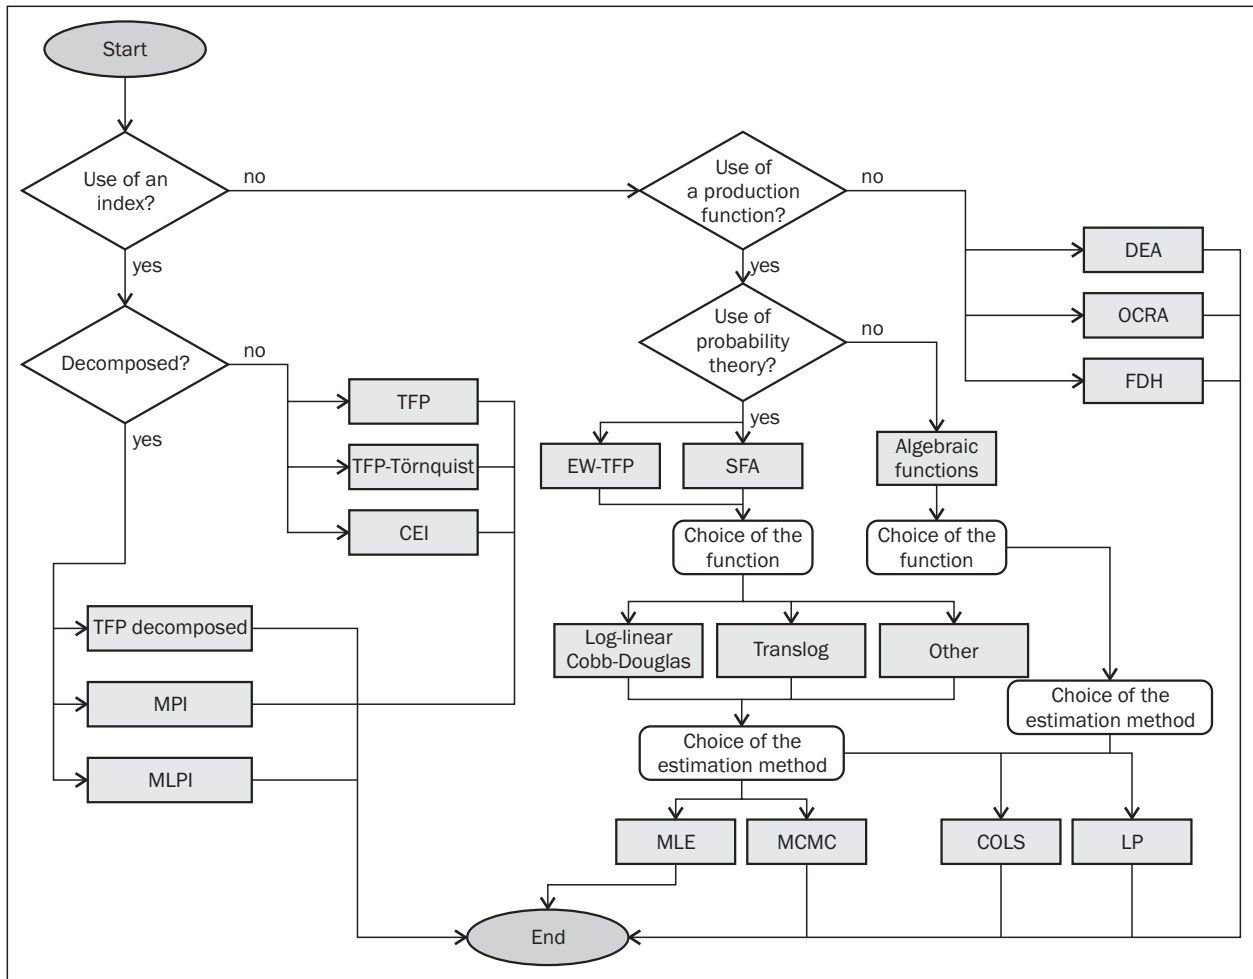 Start
Use of an
index?
no
yes
Use of
a production
function?
no
yes
DEA
OCRA
FDH
Decomposed?
no
yes
TFP
TFP-Törnquist
CEI
Use of
probability
theory?
no
yes
EW-TFP
SFA
Algebraic
functions
Choice of the
function
Choice of the
function
TFP decomposed
MPI
MLPI
Log-linear
Cobb-Douglas
Translog
Other
Choice of the
estimation method
Choice of the
estimation method
MLE
MCMC
COLS
LP
End